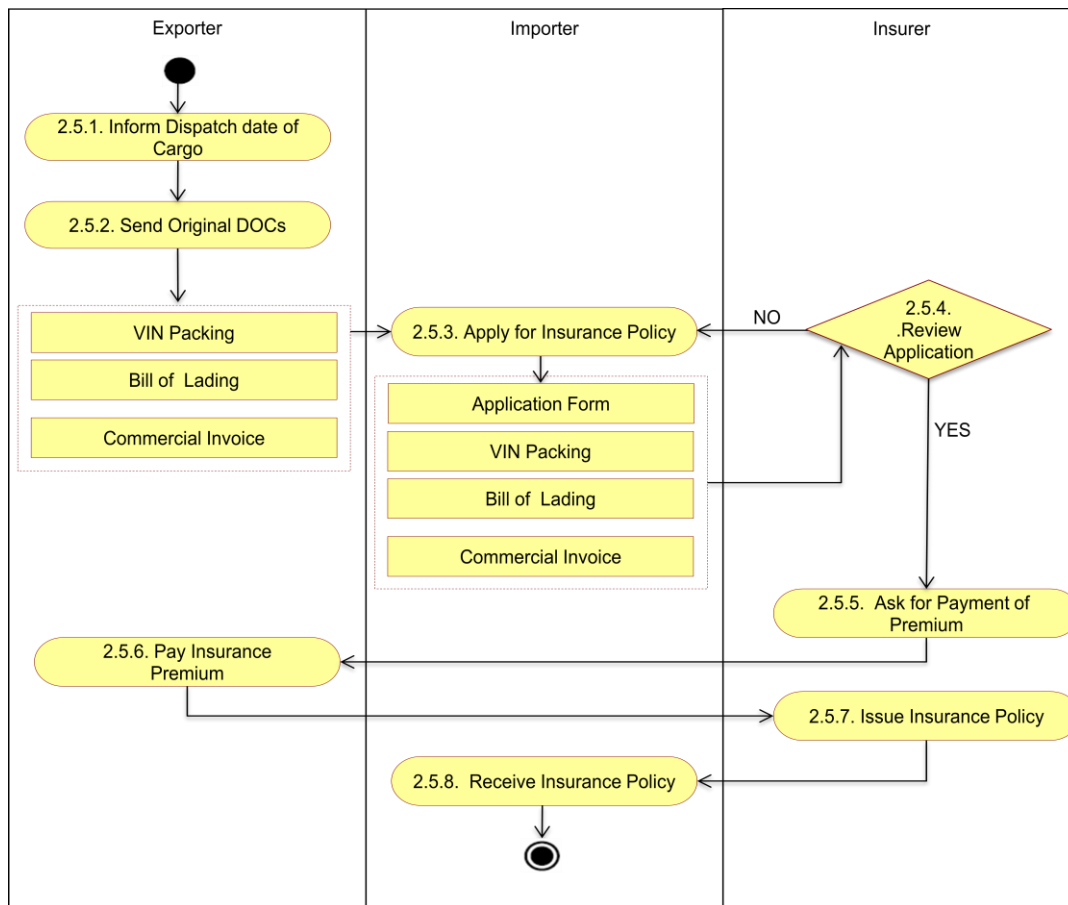 Exporter
Importer
Insurer
2.5.1. Inform Dispatch date of
Cargo
2.5.2. Send Original DOCs
VIN Packing
Bill of Lading
Commercial Invoice
2.5.3. Apply for Insurance Policy
NO
2.5.4.
.Review
Application
YES
Application Form
VIN Packing
Bill of Lading
Commercial Invoice
2.5.5. Ask for Payment of
Premium
2.5.6. Pay Insurance
Premium
2.5.7. Issue Insurance Policy
2.5.8. Receive Insurance Policy